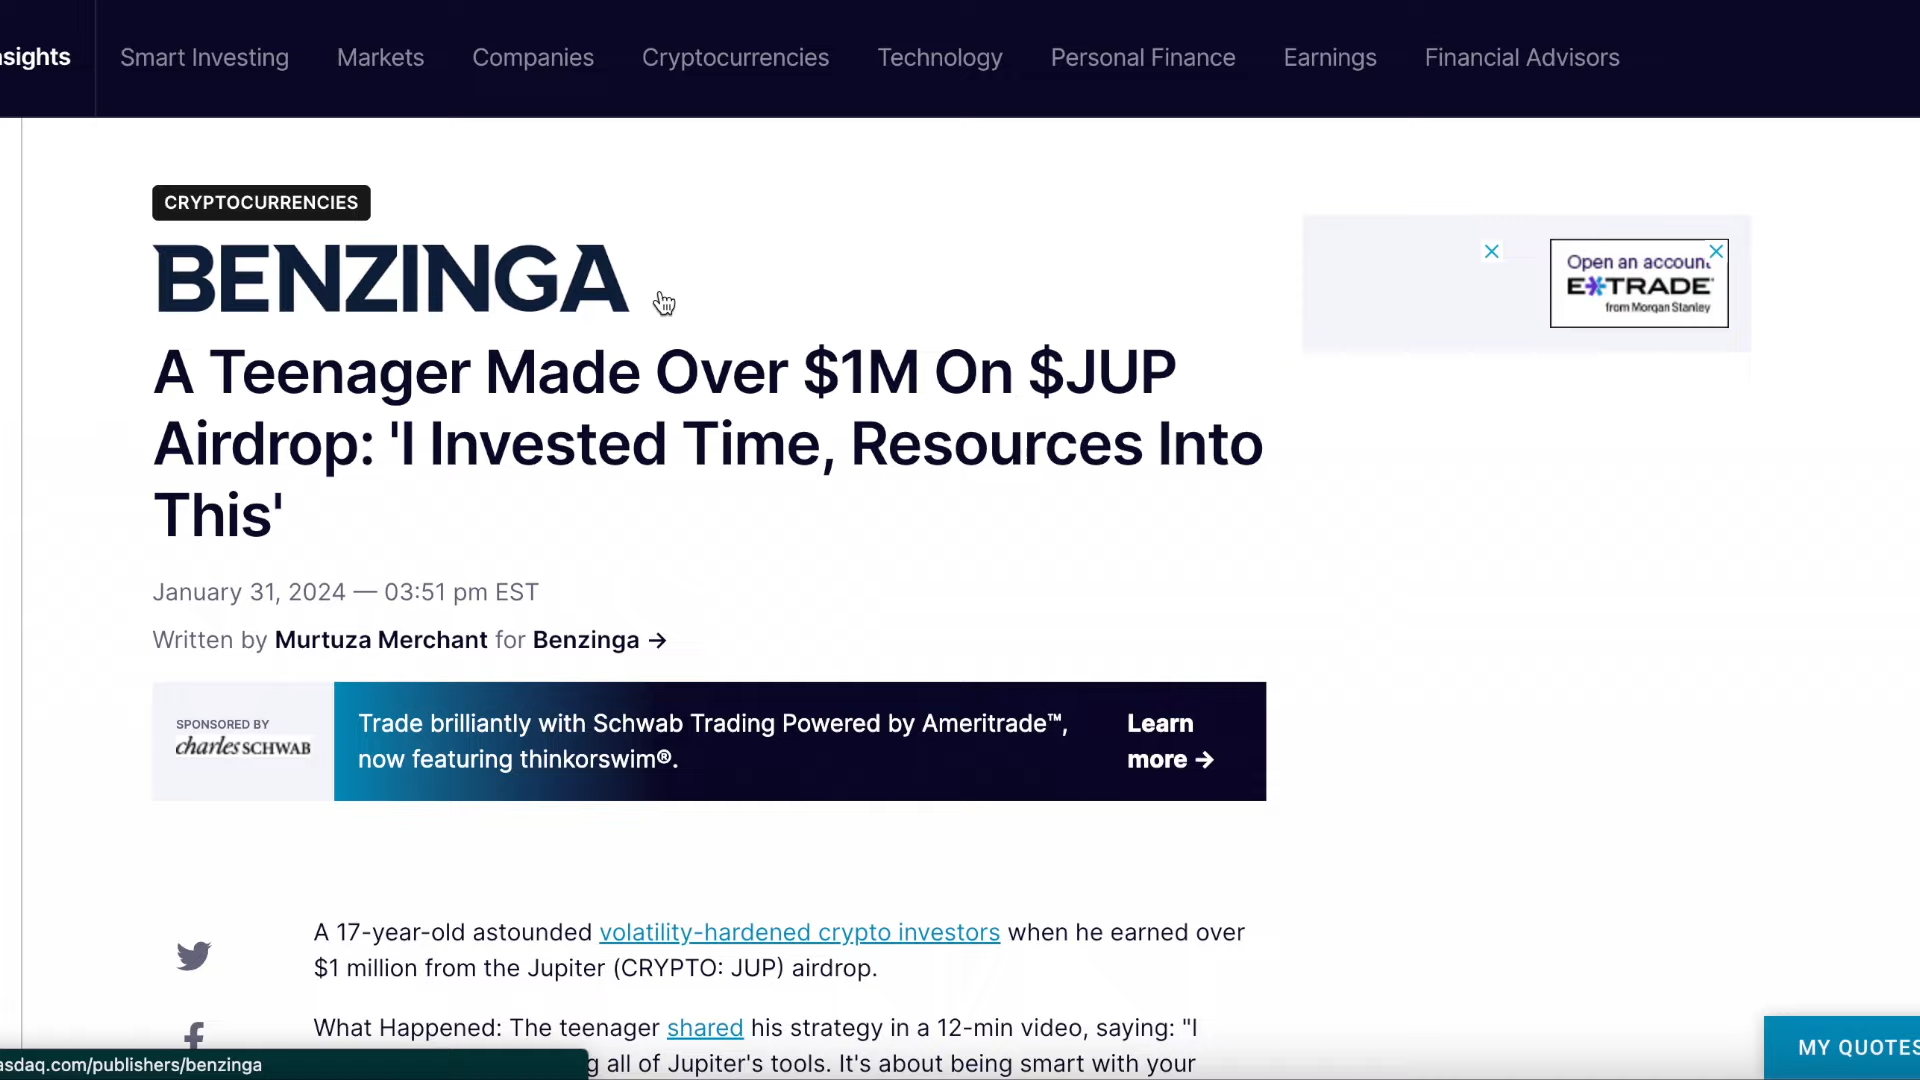 Smart Investing
Markets
Companies
Cryptocurrencies
Technology
Personal Finance
Earnings
Financial Advisors
CRYPTOCURRENCIES
BENZINGA
Open an account
E*TRADE
from Morgan Stanley
A Teenager Made Over $1M On $JUP
Airdrop: 'I Invested Time, Resources Into
This'
January 31, 2024 — 03:51 pm EST
Written by Murtuza Merchant for Benzinga →
SPONSORED BY
charles SCHWAB
Trade brilliantly with Schwab Trading Powered by Ameritrade™,
now featuring thinkorswim®.
Learn
more →
A 17-year-old astounded volatility-hardened crypto investors when he earned over
$1 million from the Jupiter (CRYPTO: JUP) airdrop.
What Happened: The teenager shared his strategy in a 12-min video, saying: "I
all of Jupiter's tools. It's about being smart with your
asdaq.com/publishers/benzinga
MY QUOTES